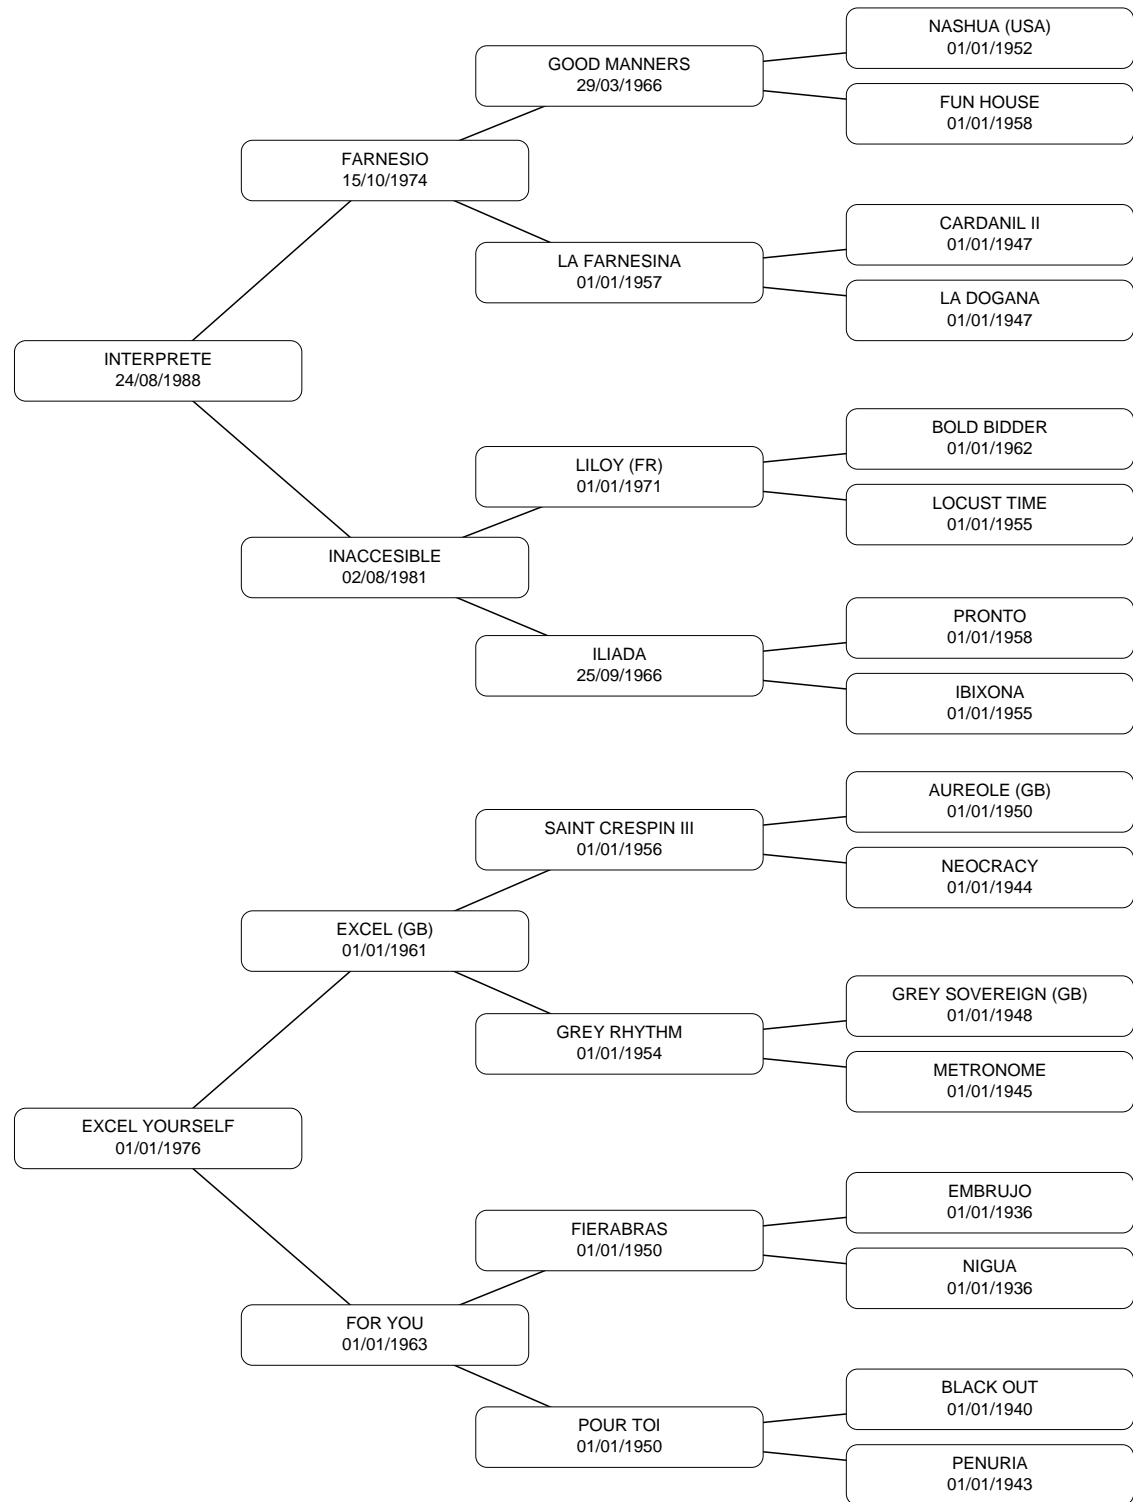 NASHUA (USA)
01/01/1952
GOOD MANNERS
29/03/1966
FUN HOUSE
01/01/1958
FARNESIO
15/10/1974
CARDANIL II
01/01/1947
LA FARNESINA
01/01/1957
LA DOGANA
01/01/1947
INTERPRETE
24/08/1988
BOLD BIDDER
01/01/1962
LILOY (FR)
01/01/1971
LOCUST TIME
01/01/1955
INACCESIBLE
02/08/1981
PRONTO
01/01/1958
ILIADA
25/09/1966
IBIXONA
01/01/1955
AUREOLE (GB)
01/01/1950
SAINT CRESPIN III
01/01/1956
NEOCRACY
01/01/1944
EXCEL (GB)
01/01/1961
GREY SOVEREIGN (GB)
01/01/1948
GREY RHYTHM
01/01/1954
METRONOME
01/01/1945
EXCEL YOURSELF
01/01/1976
EMBRUJO
01/01/1936
FIERABRAS
01/01/1950
NIGUA
01/01/1936
FOR YOU
01/01/1963
BLACK OUT
01/01/1940
POUR TOI
01/01/1950
PENURIA
01/01/1943